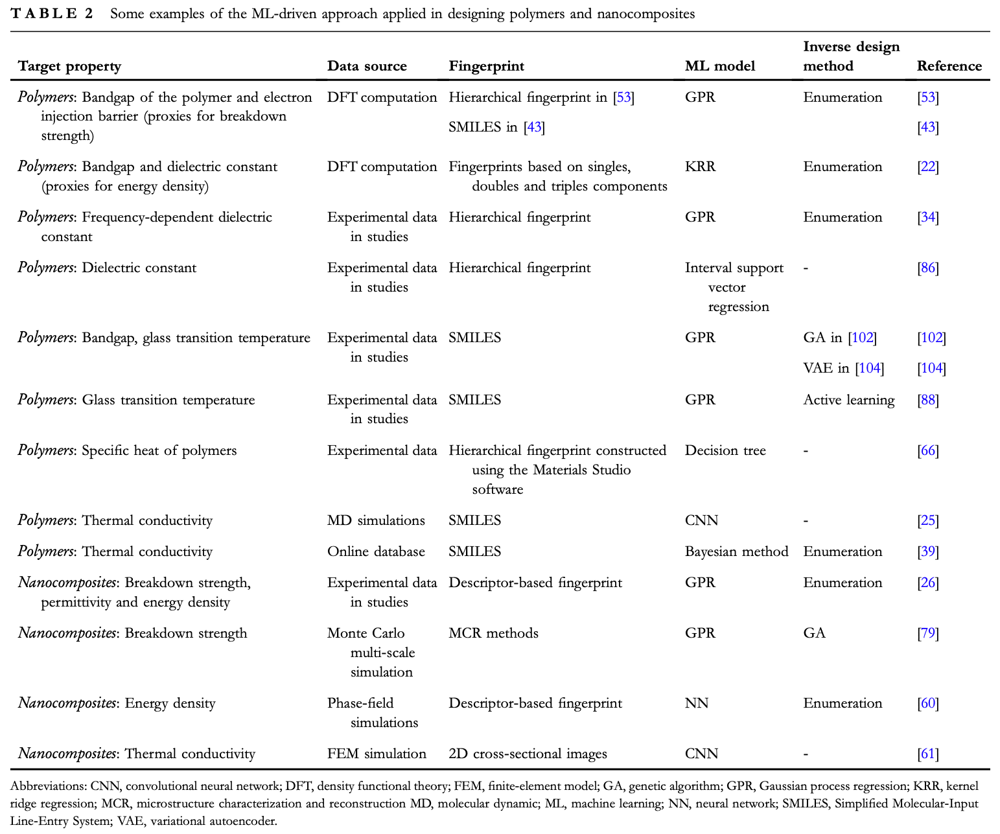 TABLE 2 Some examples of the ML-driven approach applied in designing polymers and nanocomposites
Target property Data source Fingerprint ML model Inverse design method Reference
Polymers: Bandgap of the polymer and electron DFT computation Hierarchical fingerprint in [53] GPR Enumeration [53]
injection barrier (proxies for breakdown
SMILES in [43] [43]
strength)
Polymers: Bandgap and dielectric constant DFT computation Fingerprints based on singles, KRR Enumeration [22]
(proxies for energy density) doubles and triples components
Polymers: Frequency-dependent dielectric Experimental data Hierarchical fingerprint GPR Enumeration [34]
constant in studies
Polymers: Dielectric constant Experimental data Hierarchical fingerprint Interval support - [86]
in studies vector
regression
Polymers: Bandgap, glass transition temperature Experimental data SMILES GPR GA in [102] [102]
in studies
VAE in [104] [104]
Polymers: Glass transition temperature Experimental data SMILES GPR Active learning [88]
in studies
Polymers: Specific heat of polymers Experimental data Hierarchical fingerprint constructed Decision tree - [66]
using the Materials Studio
software
Polymers: Thermal conductivity MD simulations SMILES CNN - [25]
Polymers: Thermal conductivity Online database SMILES Bayesian method Enumeration [39]
Nanocomposites: Breakdown strength, Experimental data Descriptor-based fingerprint GPR Enumeration [26]
permittivity and energy density in studies
Nanocomposites: Breakdown strength Monte Carlo MCR methods GPR GA [79]
multi-scale
simulation
Nanocomposites: Energy density Phase-field Descriptor-based fingerprint NN Enumeration [60]
simulations
Nanocomposites: Thermal conductivity FEM simulation 2D cross-sectional images CNN - [61]
Abbreviations: CNN, convolutional neural network; DFT, density functional theory; FEM, finite-element model; GA, genetic algorithm; GPR, Gaussian process regression; KRR, kernel
ridge regression; MCR, microstructure characterization and reconstruction MD, molecular dynamic; ML, machine learning; NN, neural network; SMILES, Simplified Molecular-Input
Line-Entry System; VAE, variational autoencoder.